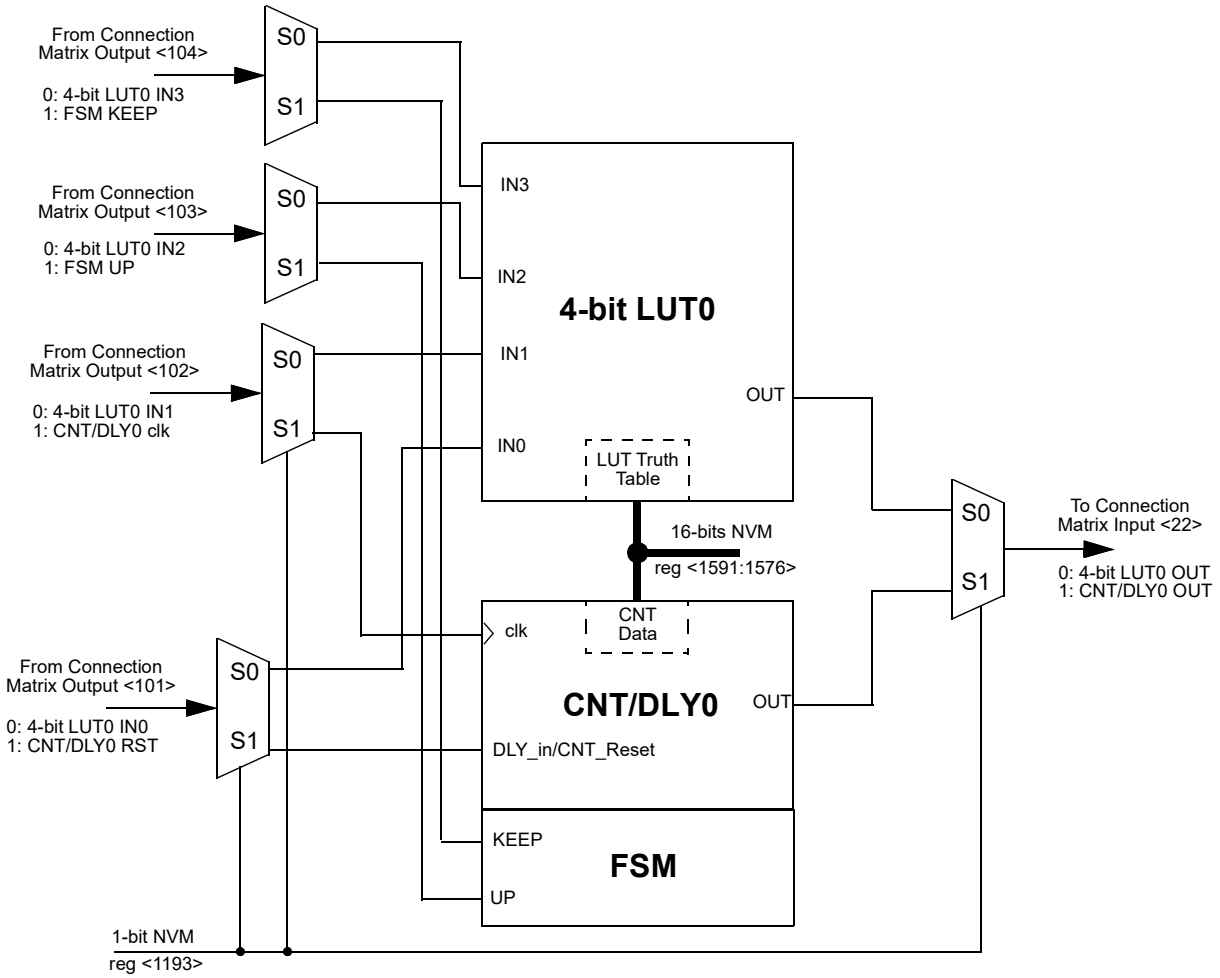 From Connection
Matrix Output <104>
0: 4-bit LUT0 IN3
1: FSM KEEP
S0
S1
From Connection
Matrix Output <103>
0: 4-bit LUT0 IN2
1: FSM UP
S0
S1
From Connection
Matrix Output <102>
0: 4-bit LUT0 IN1
1: CNT/DLY0 clk
S0
S1
From Connection
Matrix Output <101>
0: 4-bit LUT0 IN0
1: CNT/DLY0 RST
S0
S1
IN3
IN2
IN1
IN0
4-bit LUT0
OUT
LUT Truth
Table
16-bits NVM
reg <1591:1576>
CNT
Data
clk
CNT/DLY0
OUT
DLY_in/CNT_Reset
KEEP
FSM
UP
S0
S1
To Connection
Matrix Input <22>
0: 4-bit LUT0 OUT
1: CNT/DLY0 OUT
1-bit NVM
reg <1193>